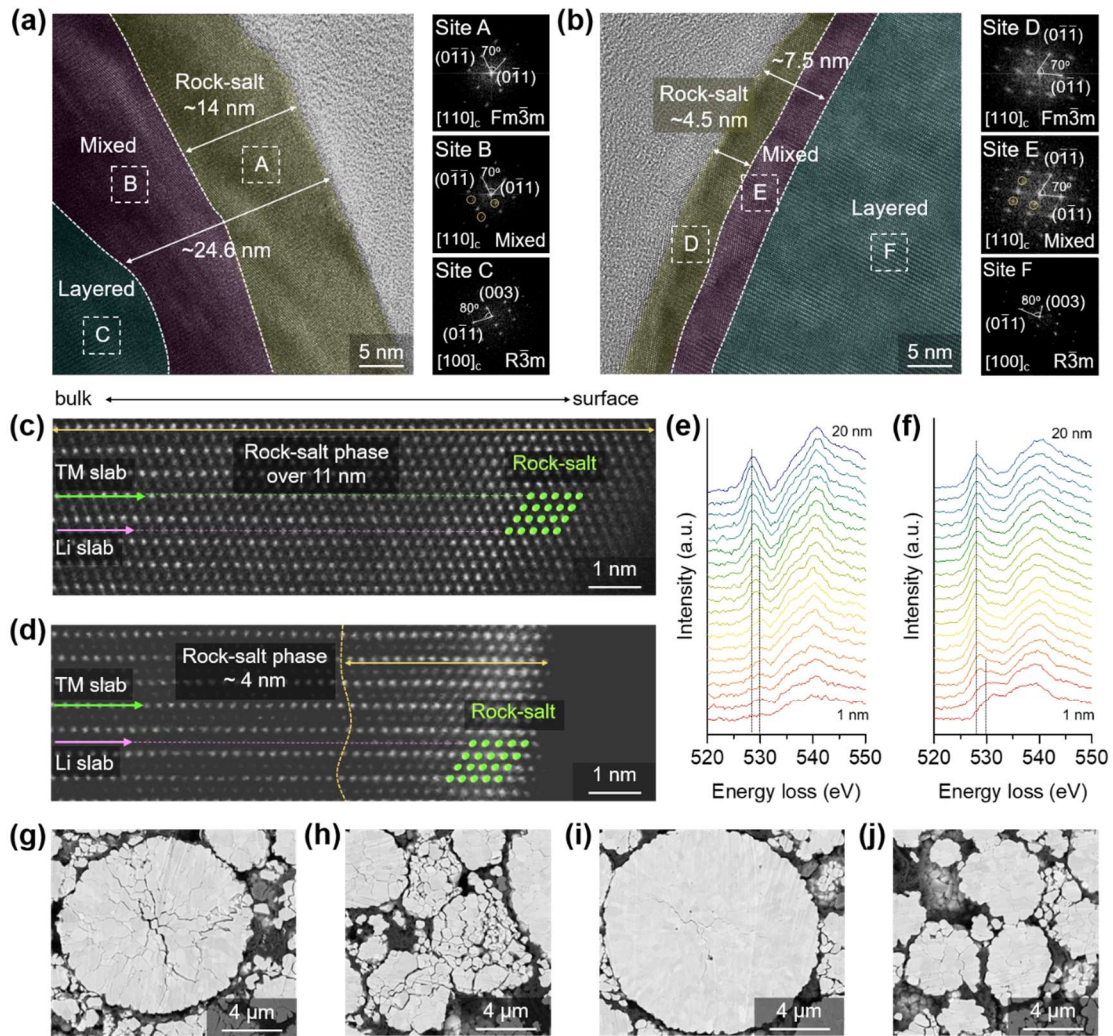 (a)
Rock-salt
~14 nm
Mixed
B
A
~24.6 nm
Layered
C
5 nm
Site A
(01̄1̄)
70°
(01̄1)
[110]c Fm3̄m
Site B
(01̄1̄)
70°
(01̄1)
[110]c Mixed
Site C
(003)
80°
(01̄1)
[100]c R3̄m
(b)
~7.5 nm
Rock-salt
~4.5 nm
Mixed
E
Layered
D
F
5 nm
Site D
(01̄1̄)
70°
(01̄1)
[110]c Fm3̄m
Site E
(01̄1̄)
70°
(01̄1)
[110]c Mixed
Site F
80°
(003)
(01̄1)
[100]c R3̄m
bulk
surface
(c)
Rock-salt phase
over 11 nm
Rock-salt
TM slab
Li slab
1 nm
(d)
Rock-salt phase
~ 4 nm
TM slab
Rock-salt
Li slab
1 nm
(e)
20 nm
Intensity (a.u.)
1 nm
520 530 540 550
Energy loss (eV)
(f)
20 nm
Intensity (a.u.)
1 nm
520 530 540 550
Energy loss (eV)
(g)
4 μm
(h)
4 μm
(i)
4 μm
(j)
4 μm